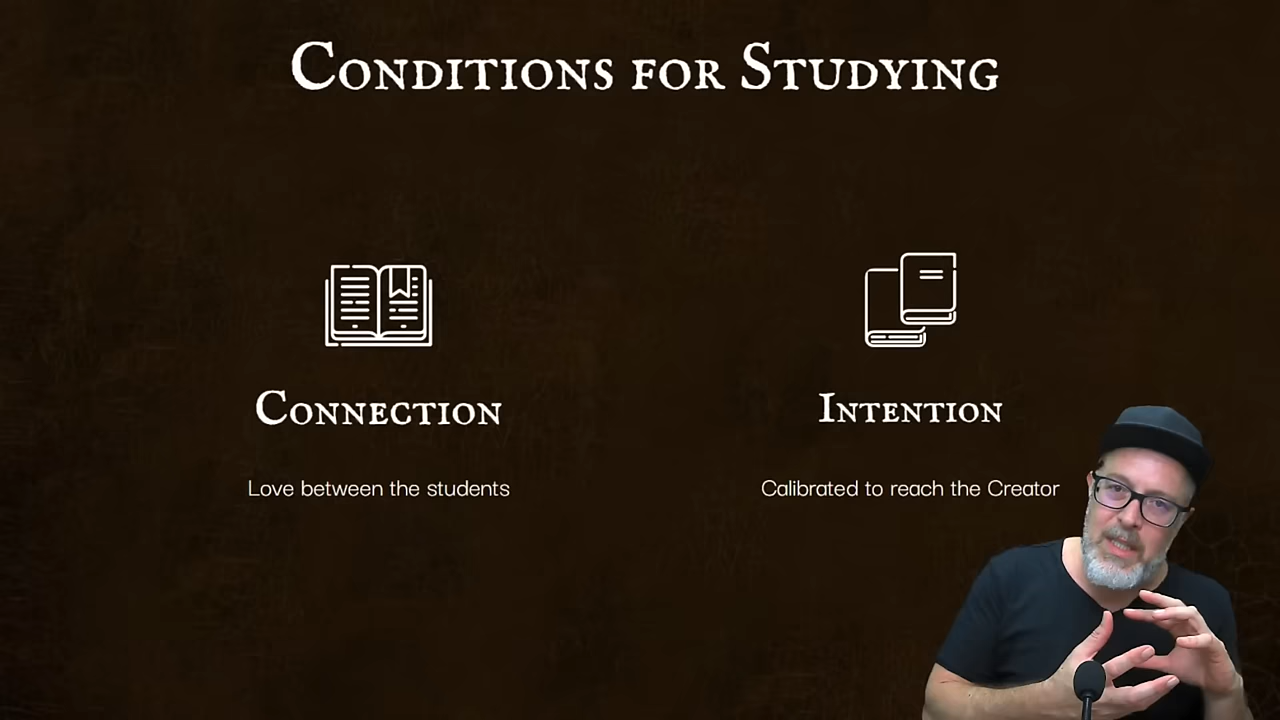 Conditions for Studying
Connection
Intention
Love between the students
Calibrated to reach the Creator